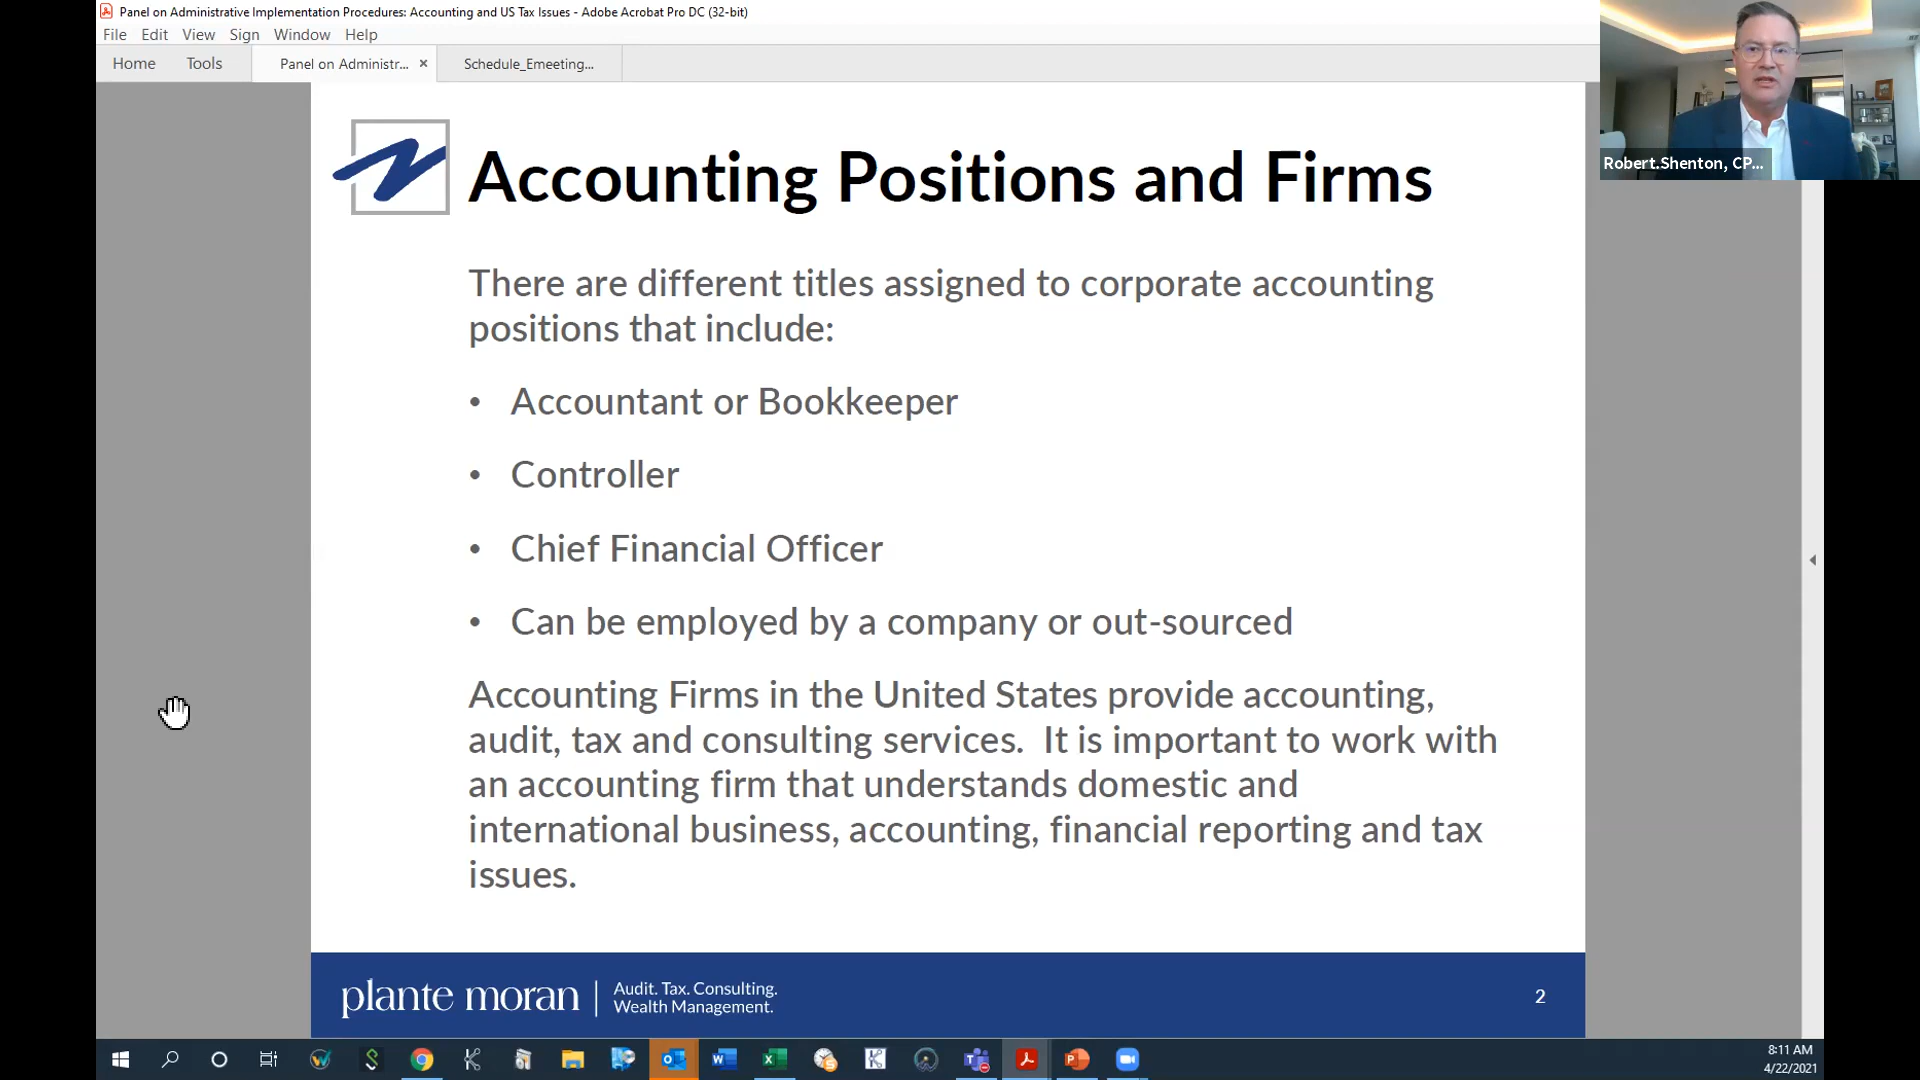 Panel on Administrative Implementation Procedures: Accounting and US Tax Issues - Adobe Acrobat Pro DC (32-bit)
File Edit View Sign Window Help
Home Tools Panel on Administr... × Schedule_Emeeting...
Robert.Shenton, CP...
Accounting Positions and Firms
There are different titles assigned to corporate accounting
positions that include:
• Accountant or Bookkeeper
• Controller
• Chief Financial Officer
• Can be employed by a company or out-sourced
Accounting Firms in the United States provide accounting,
audit, tax and consulting services.  It is important to work with
an accounting firm that understands domestic and
international business, accounting, financial reporting and tax
issues.
plante moran
Audit. Tax. Consulting.
Wealth Management.
2
8:11 AM
4/22/2021